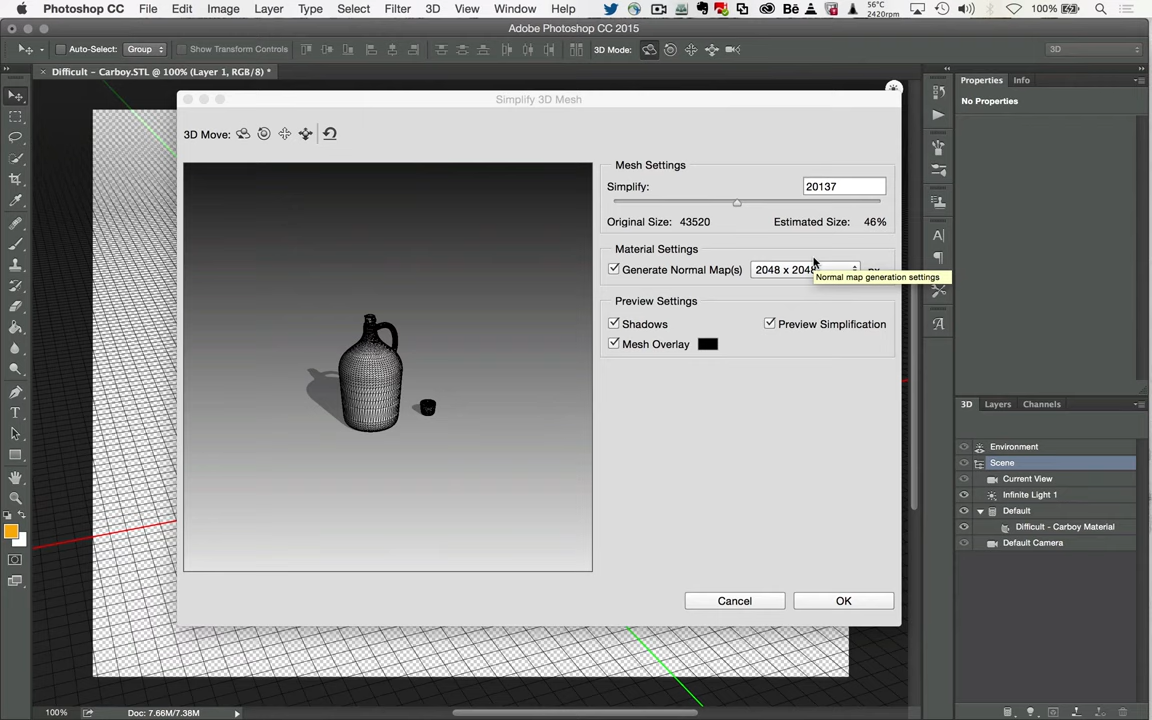 Photoshop CC File Edit Image Layer Type Select Filter 3D View Window Help 56°C 2420rpm 100%
Adobe Photoshop CC 2015
Auto-Select: Group Show Transform Controls 3D Mode: 3D
× Difficult – Carboy.STL @ 100% (Layer 1, RGB/8) *
Properties Info
No Properties
Simplify 3D Mesh
3D Move:
Mesh Settings
Simplify: 20137
Original Size: 43520 Estimated Size: 46%
Material Settings
Generate Normal Map(s) 2048 x 2048
Normal map generation settings
Preview Settings
Shadows Preview Simplification
Mesh Overlay
Cancel OK
3D Layers Channels
Environment
Scene
Current View
Infinite Light 1
Default
Difficult - Carboy Material
Default Camera
100% Doc: 7.66M/7.38M